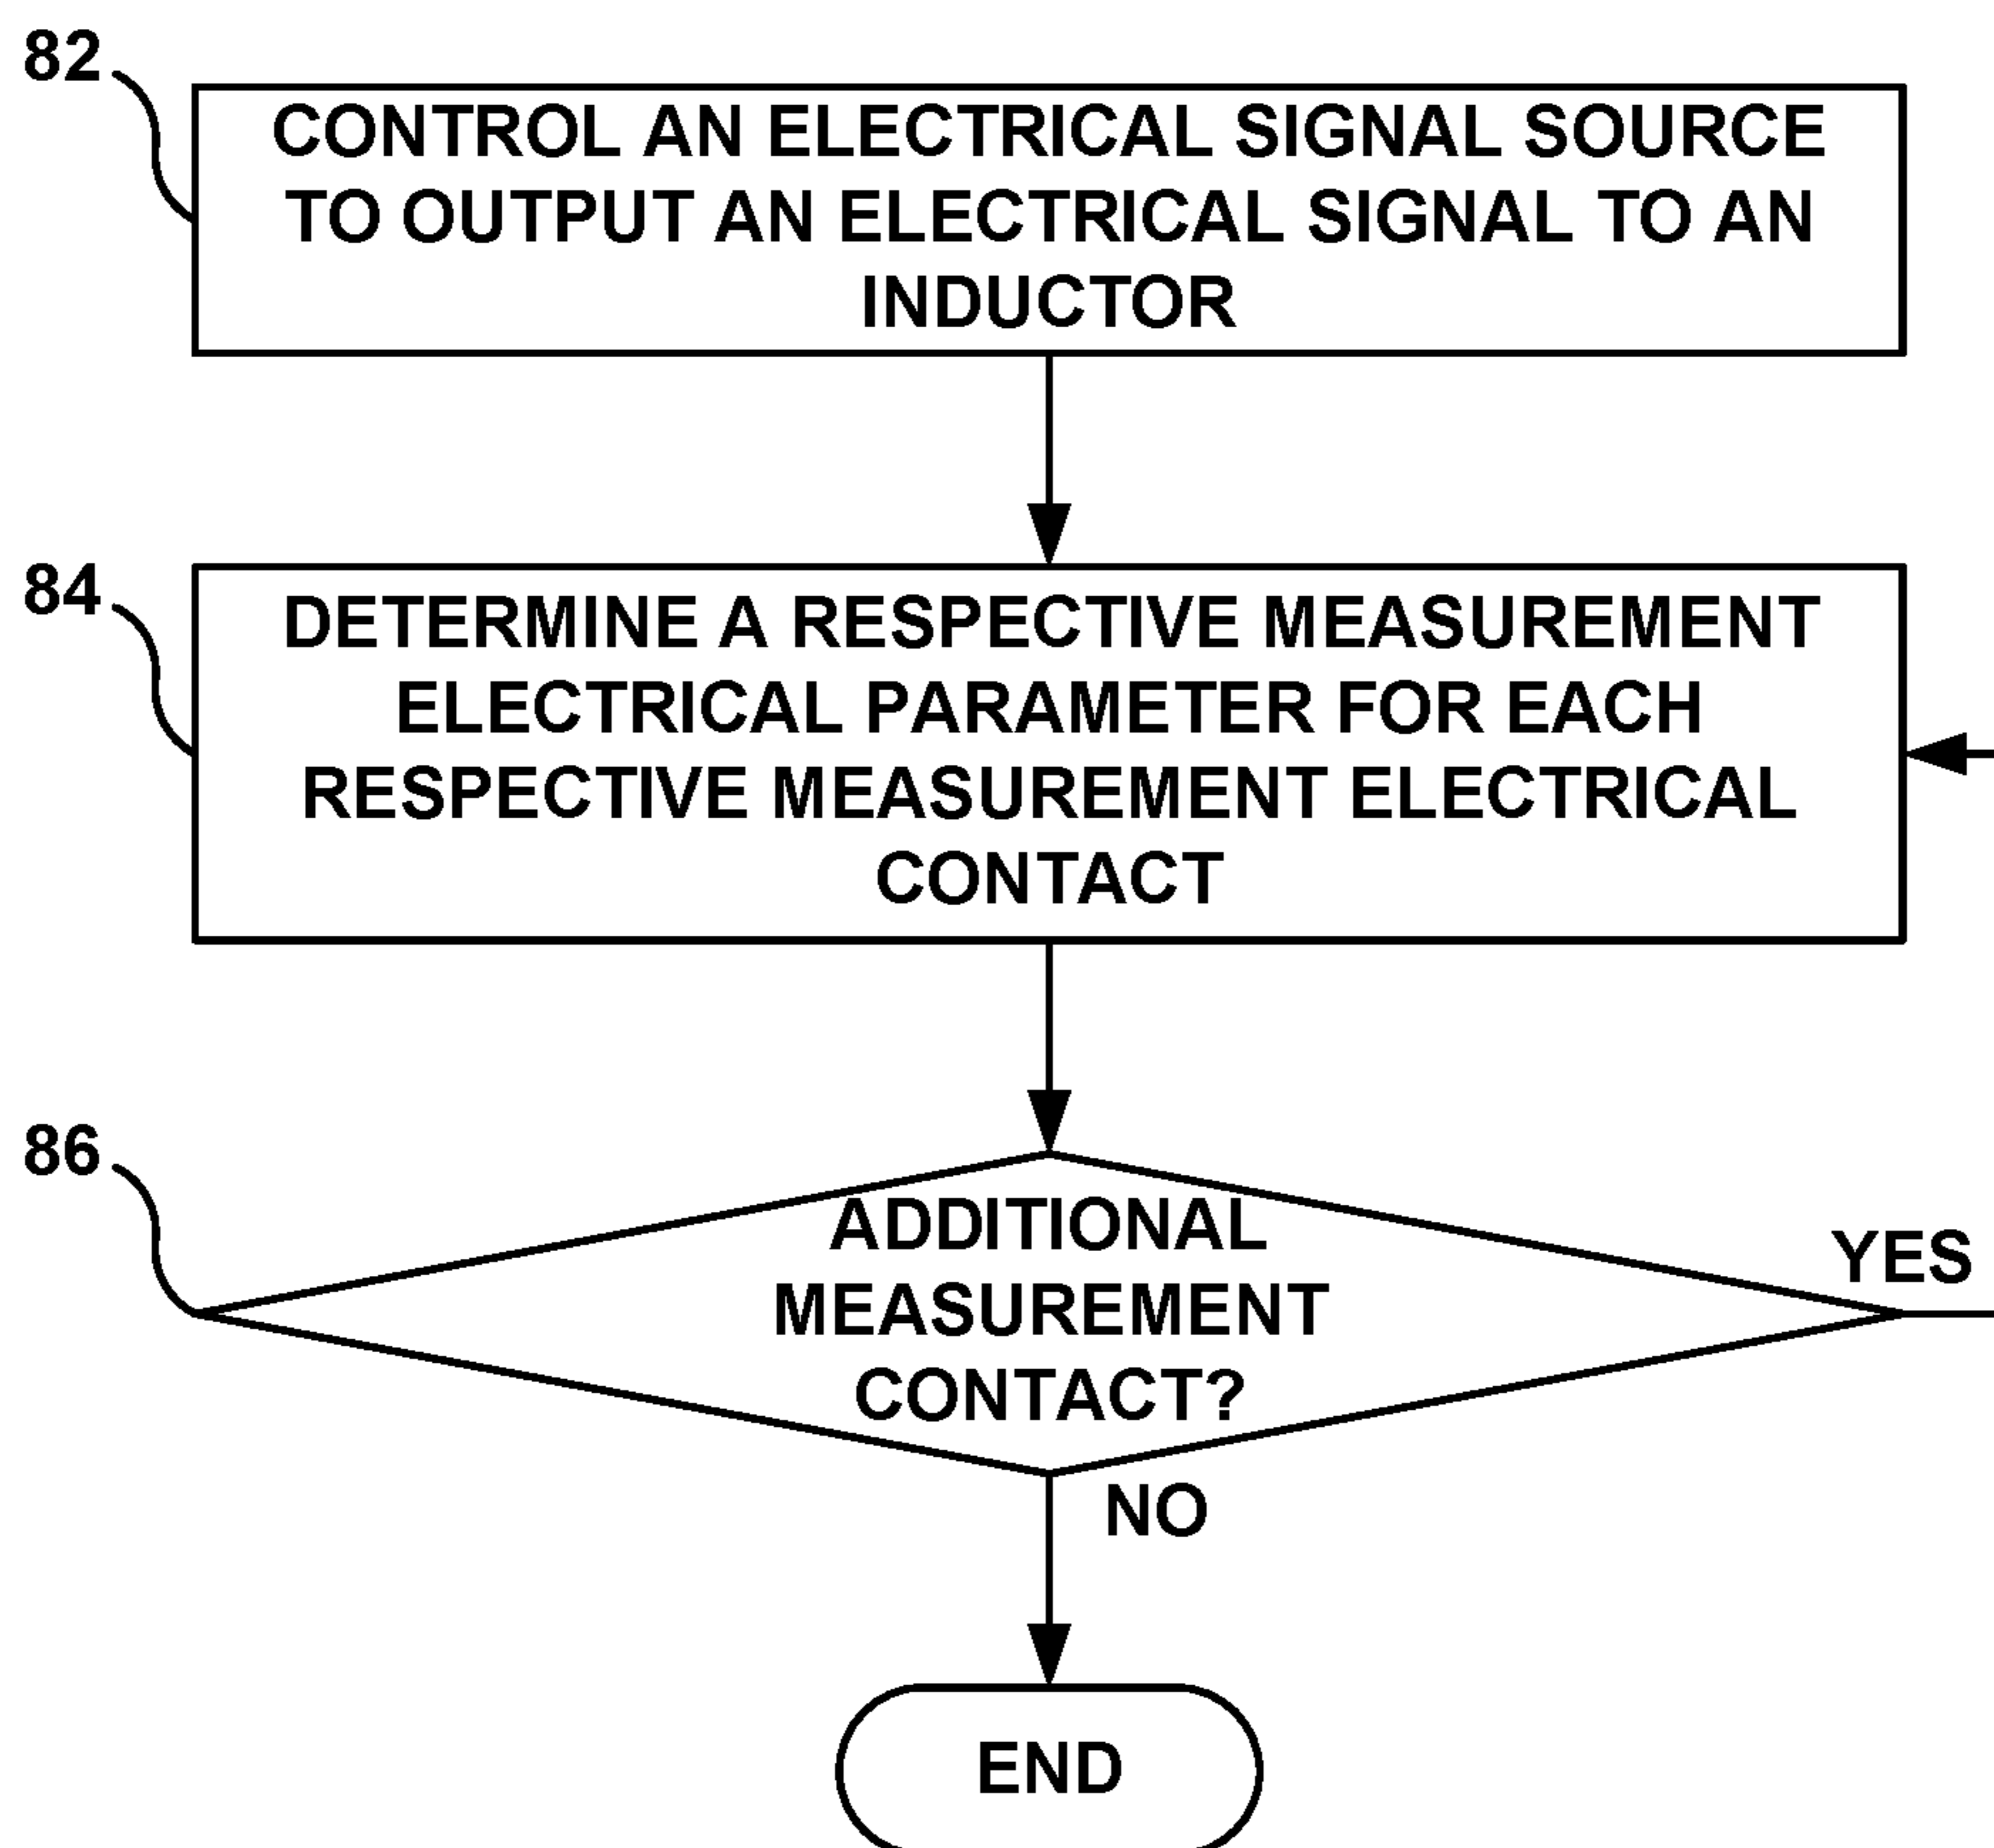 82
CONTROL AN ELECTRICAL SIGNAL SOURCE
TO OUTPUT AN ELECTRICAL SIGNAL TO AN
INDUCTOR
84
DETERMINE A RESPECTIVE MEASUREMENT
ELECTRICAL PARAMETER FOR EACH
RESPECTIVE MEASUREMENT ELECTRICAL
CONTACT
86
ADDITIONAL
MEASUREMENT
CONTACT?
YES
NO
END